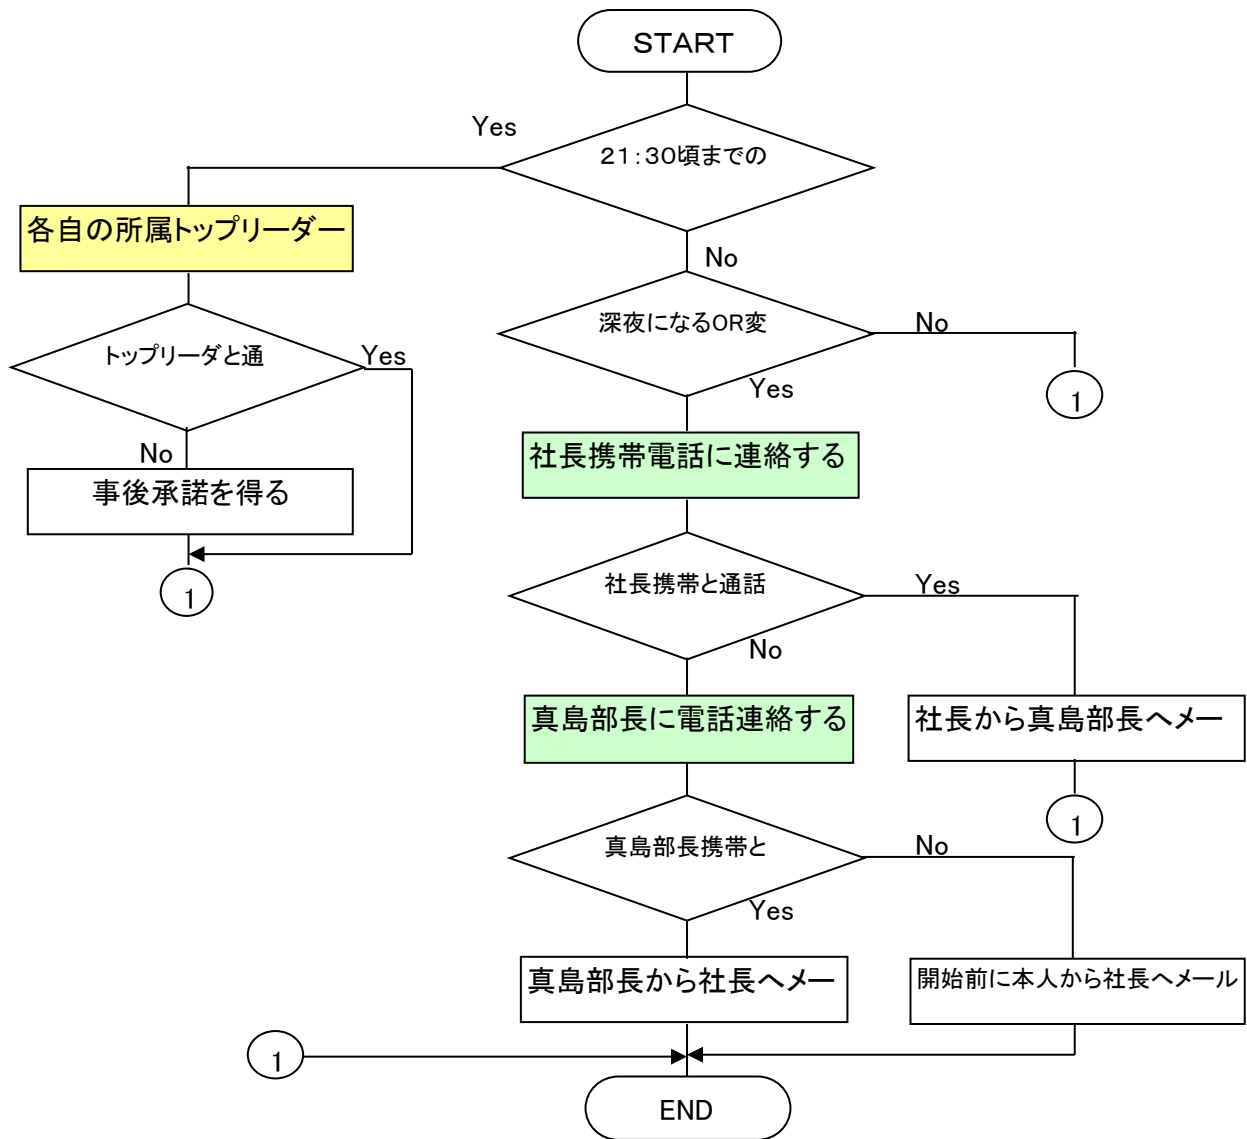 START
Yes
21:30頃までの
各自の所属トップリーダー
No
深夜になるOR変
No
トップリーダと通
Yes
Yes
1
No
社長携帯電話に連絡する
事後承諾を得る
社長携帯と通話
Yes
1
No
真島部長に電話連絡する
社長から真島部長へメー
1
真島部長携帯と
No
Yes
真島部長から社長へメー
開始前に本人から社長へメール
1
END